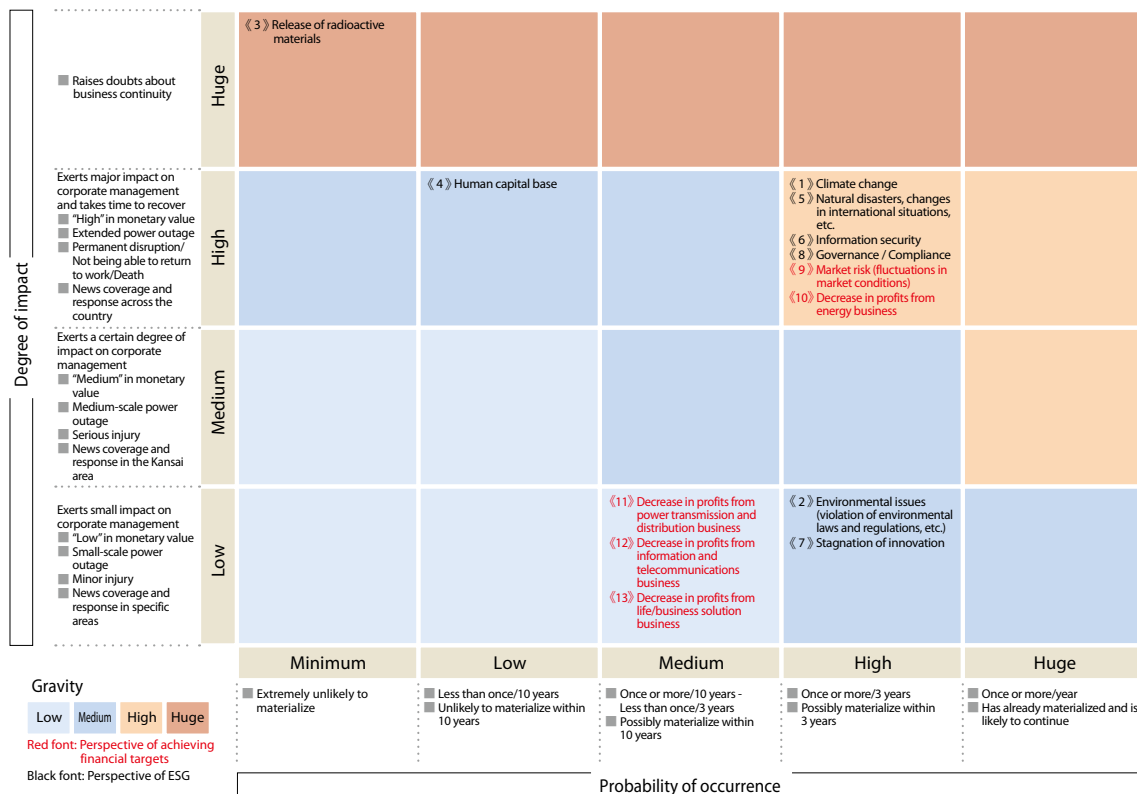 Degree of impact
Raises doubts about
business continuity
Huge
《3》Release of radioactive
materials
Exerts major impact on
corporate management
and takes time to recover
"High" in monetary value
Extended power outage
Permanent disruption/
Not being able to return
to work/Death
News coverage and
response across the
country
High
《4》Human capital base
《1》Climate change
《5》Natural disasters, changes
in international situations,
etc.
《6》Information security
《8》Governance / Compliance
《9》Market risk (fluctuations in
market conditions)
《10》Decrease in profits from
energy business
Exerts a certain degree of
impact on corporate
management
"Medium" in monetary
value
Medium-scale power
outage
Serious injury
News coverage and
response in the Kansai
area
Medium
Exerts small impact on
corporate management
"Low" in monetary value
Small-scale power
outage
Minor injury
News coverage and
response in specific
areas
Low
《11》Decrease in profits from
power transmission and
distribution business
《12》Decrease in profits from
information and
telecommunications
business
《13》Decrease in profits from
life/business solution
business
《2》Environmental issues
(violation of environmental
laws and regulations, etc.)
《7》Stagnation of innovation
Minimum
Low
Medium
High
Huge
Extremely unlikely to
materialize
Less than once/10 years
Unlikely to materialize within
10 years
Once or more/10 years -
Less than once/3 years
Possibly materialize within
10 years
Once or more/3 years
Possibly materialize within
3 years
Once or more/year
Has already materialized and is
likely to continue
Probability of occurrence
Gravity
Low
Medium
High
Huge
Red font: Perspective of achieving
financial targets
Black font: Perspective of ESG